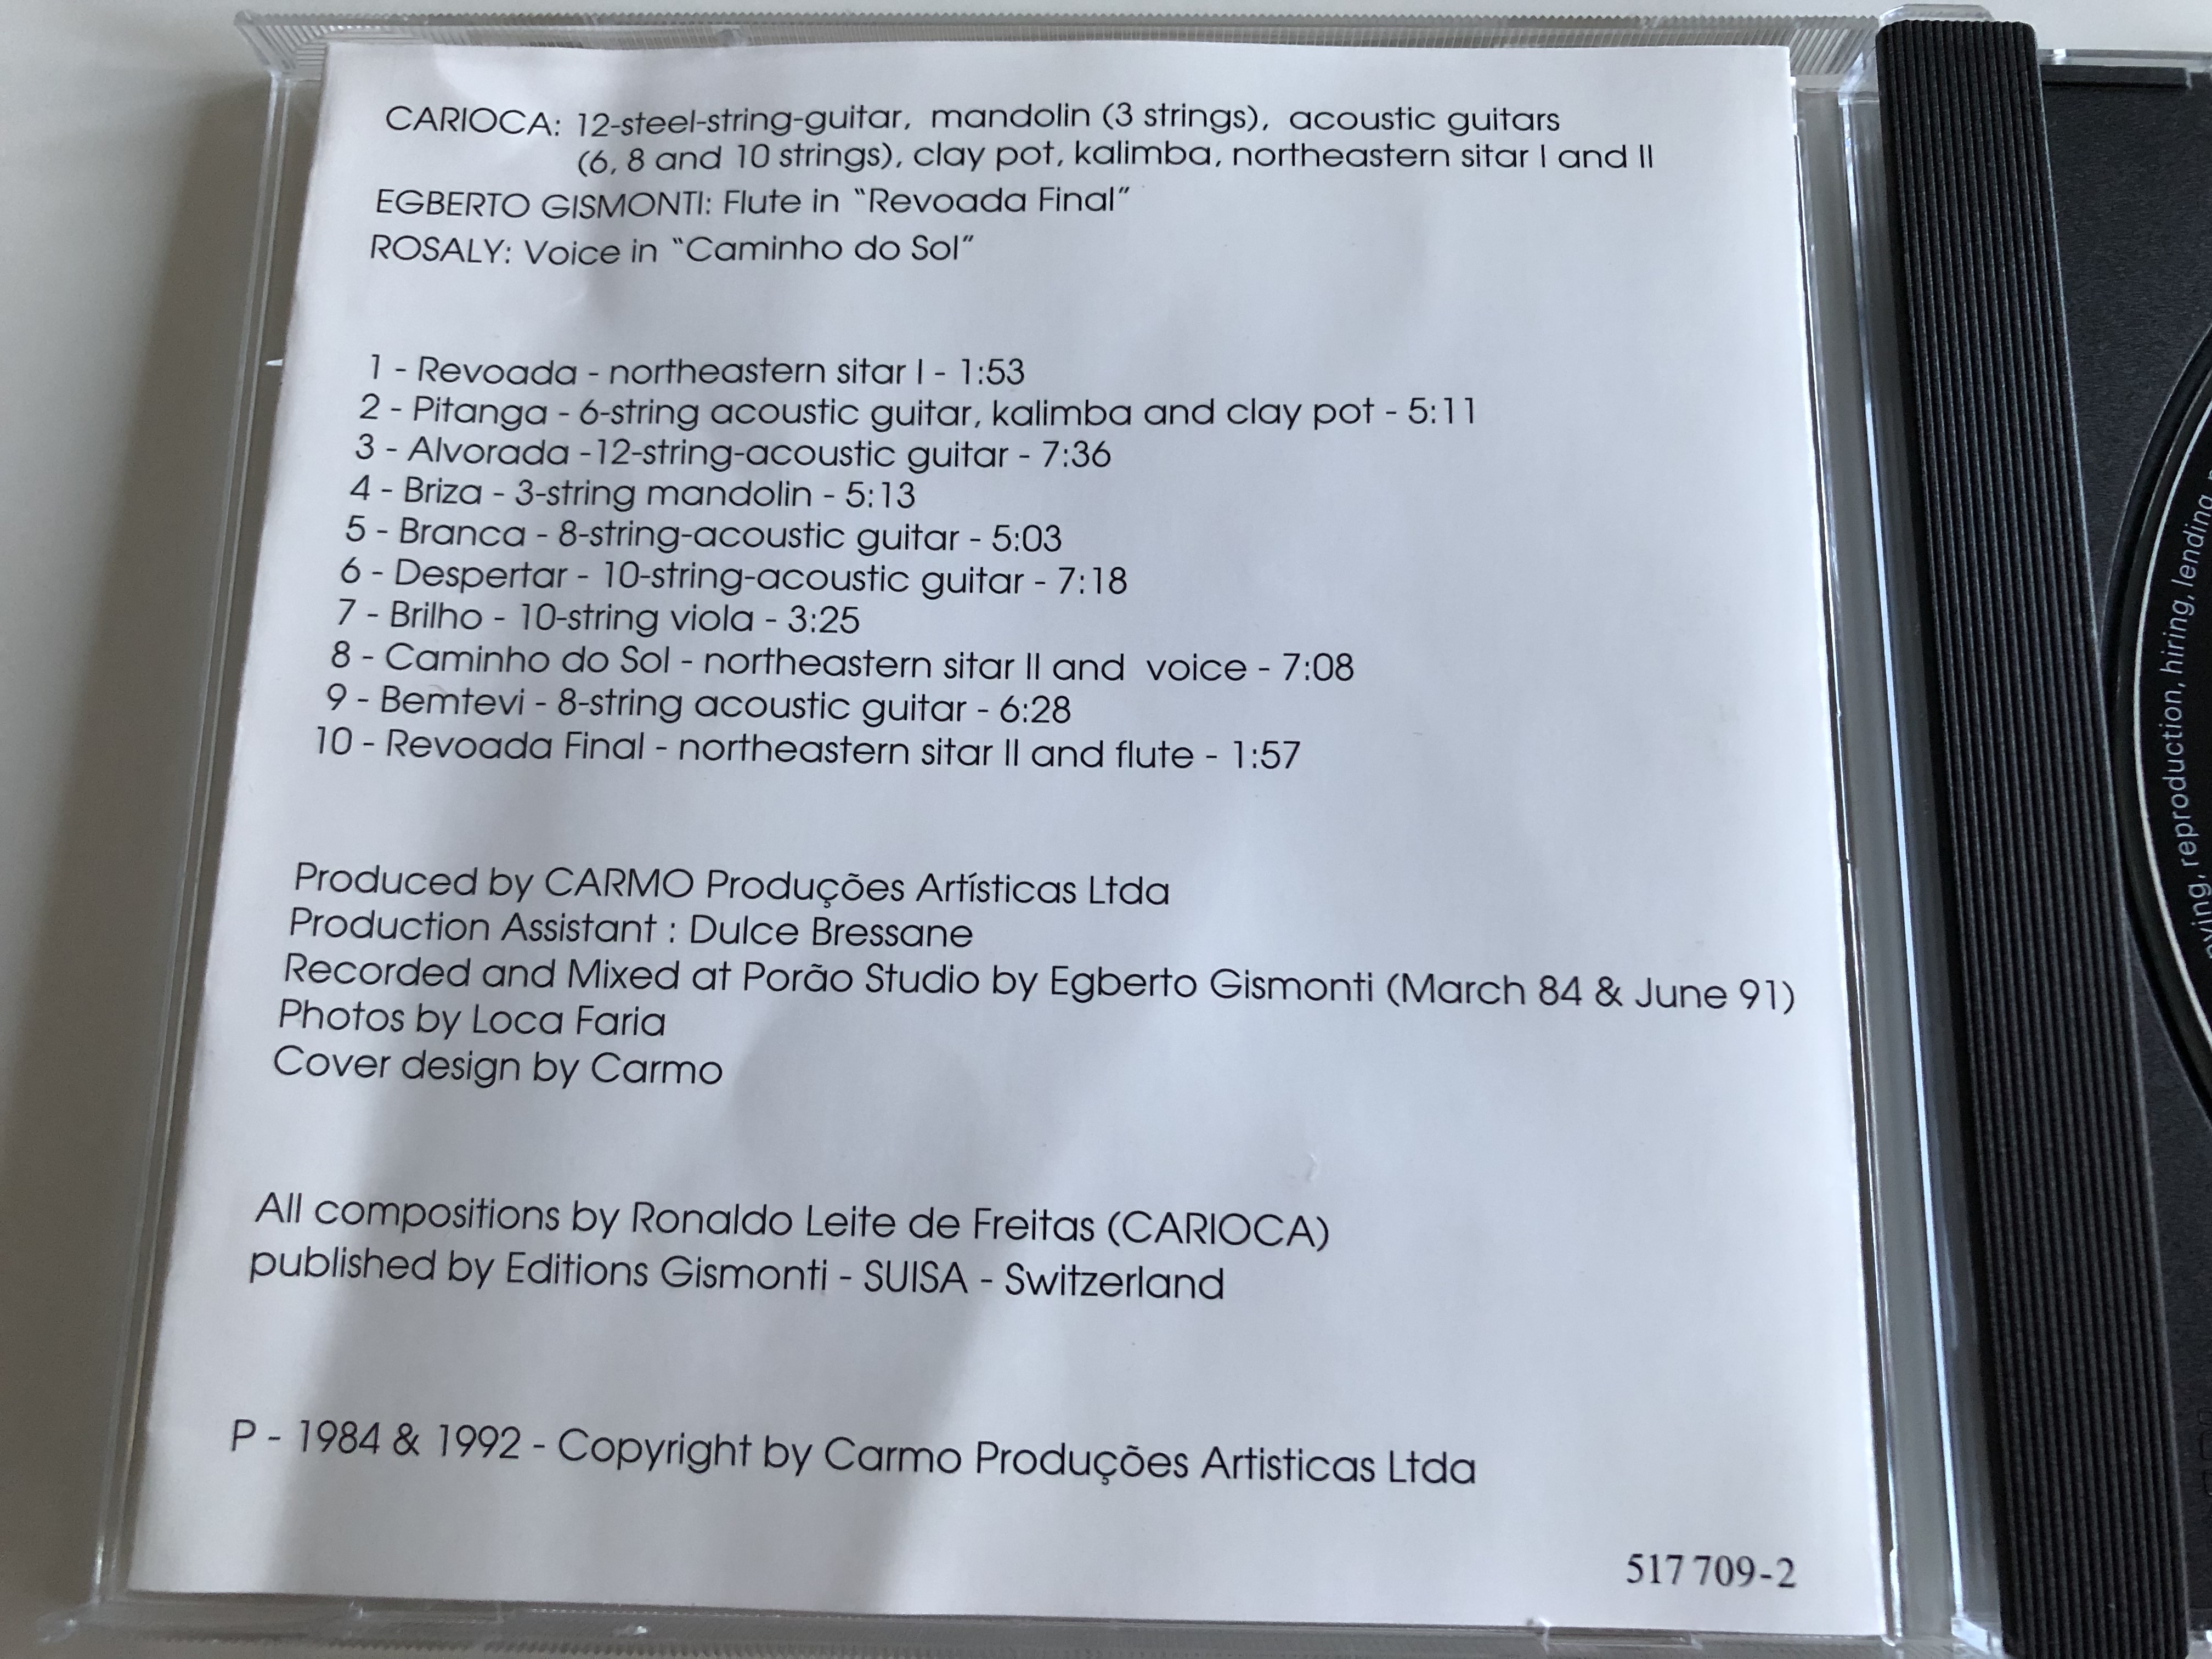 CARIOCA: 12-steel-string-guitar, mandolin (3 strings), acoustic guitars
(6, 8 and 10 strings), clay pot, kalimba, northeastern sitar I and II
EGBERTO GISMONTI: Flute in "Revoada Final"
ROSALY: Voice in "Caminho do Sol"
1 - Revoada - northeastern sitar I - 1:53
2 - Pitanga - 6-string acoustic guitar, kalimba and clay pot - 5:11
3 - Alvorada -12-string-acoustic guitar - 7:36
4 - Briza - 3-string mandolin - 5:13
5 - Branca - 8-string-acoustic guitar - 5:03
6 - Despertar - 10-string-acoustic guitar - 7:18
7 - Brilho - 10-string viola - 3:25
8 - Caminho do Sol - northeastern sitar II and voice - 7:08
9 - Bemtevi - 8-string acoustic guitar - 6:28
10 - Revoada Final - northeastern sitar II and flute - 1:57
Produced by CARMO Produções Artísticas Ltda
Production Assistant : Dulce Bressane
Recorded and Mixed at Porão Studio by Egberto Gismonti (March 84 & June 91)
Photos by Loca Faria
Cover design by Carmo
All compositions by Ronaldo Leite de Freitas (CARIOCA)
published by Editions Gismonti - SUISA - Switzerland
P - 1984 & 1992 - Copyright by Carmo Produções Artisticas Ltda
517 709-2
reproduction, hiring, lending